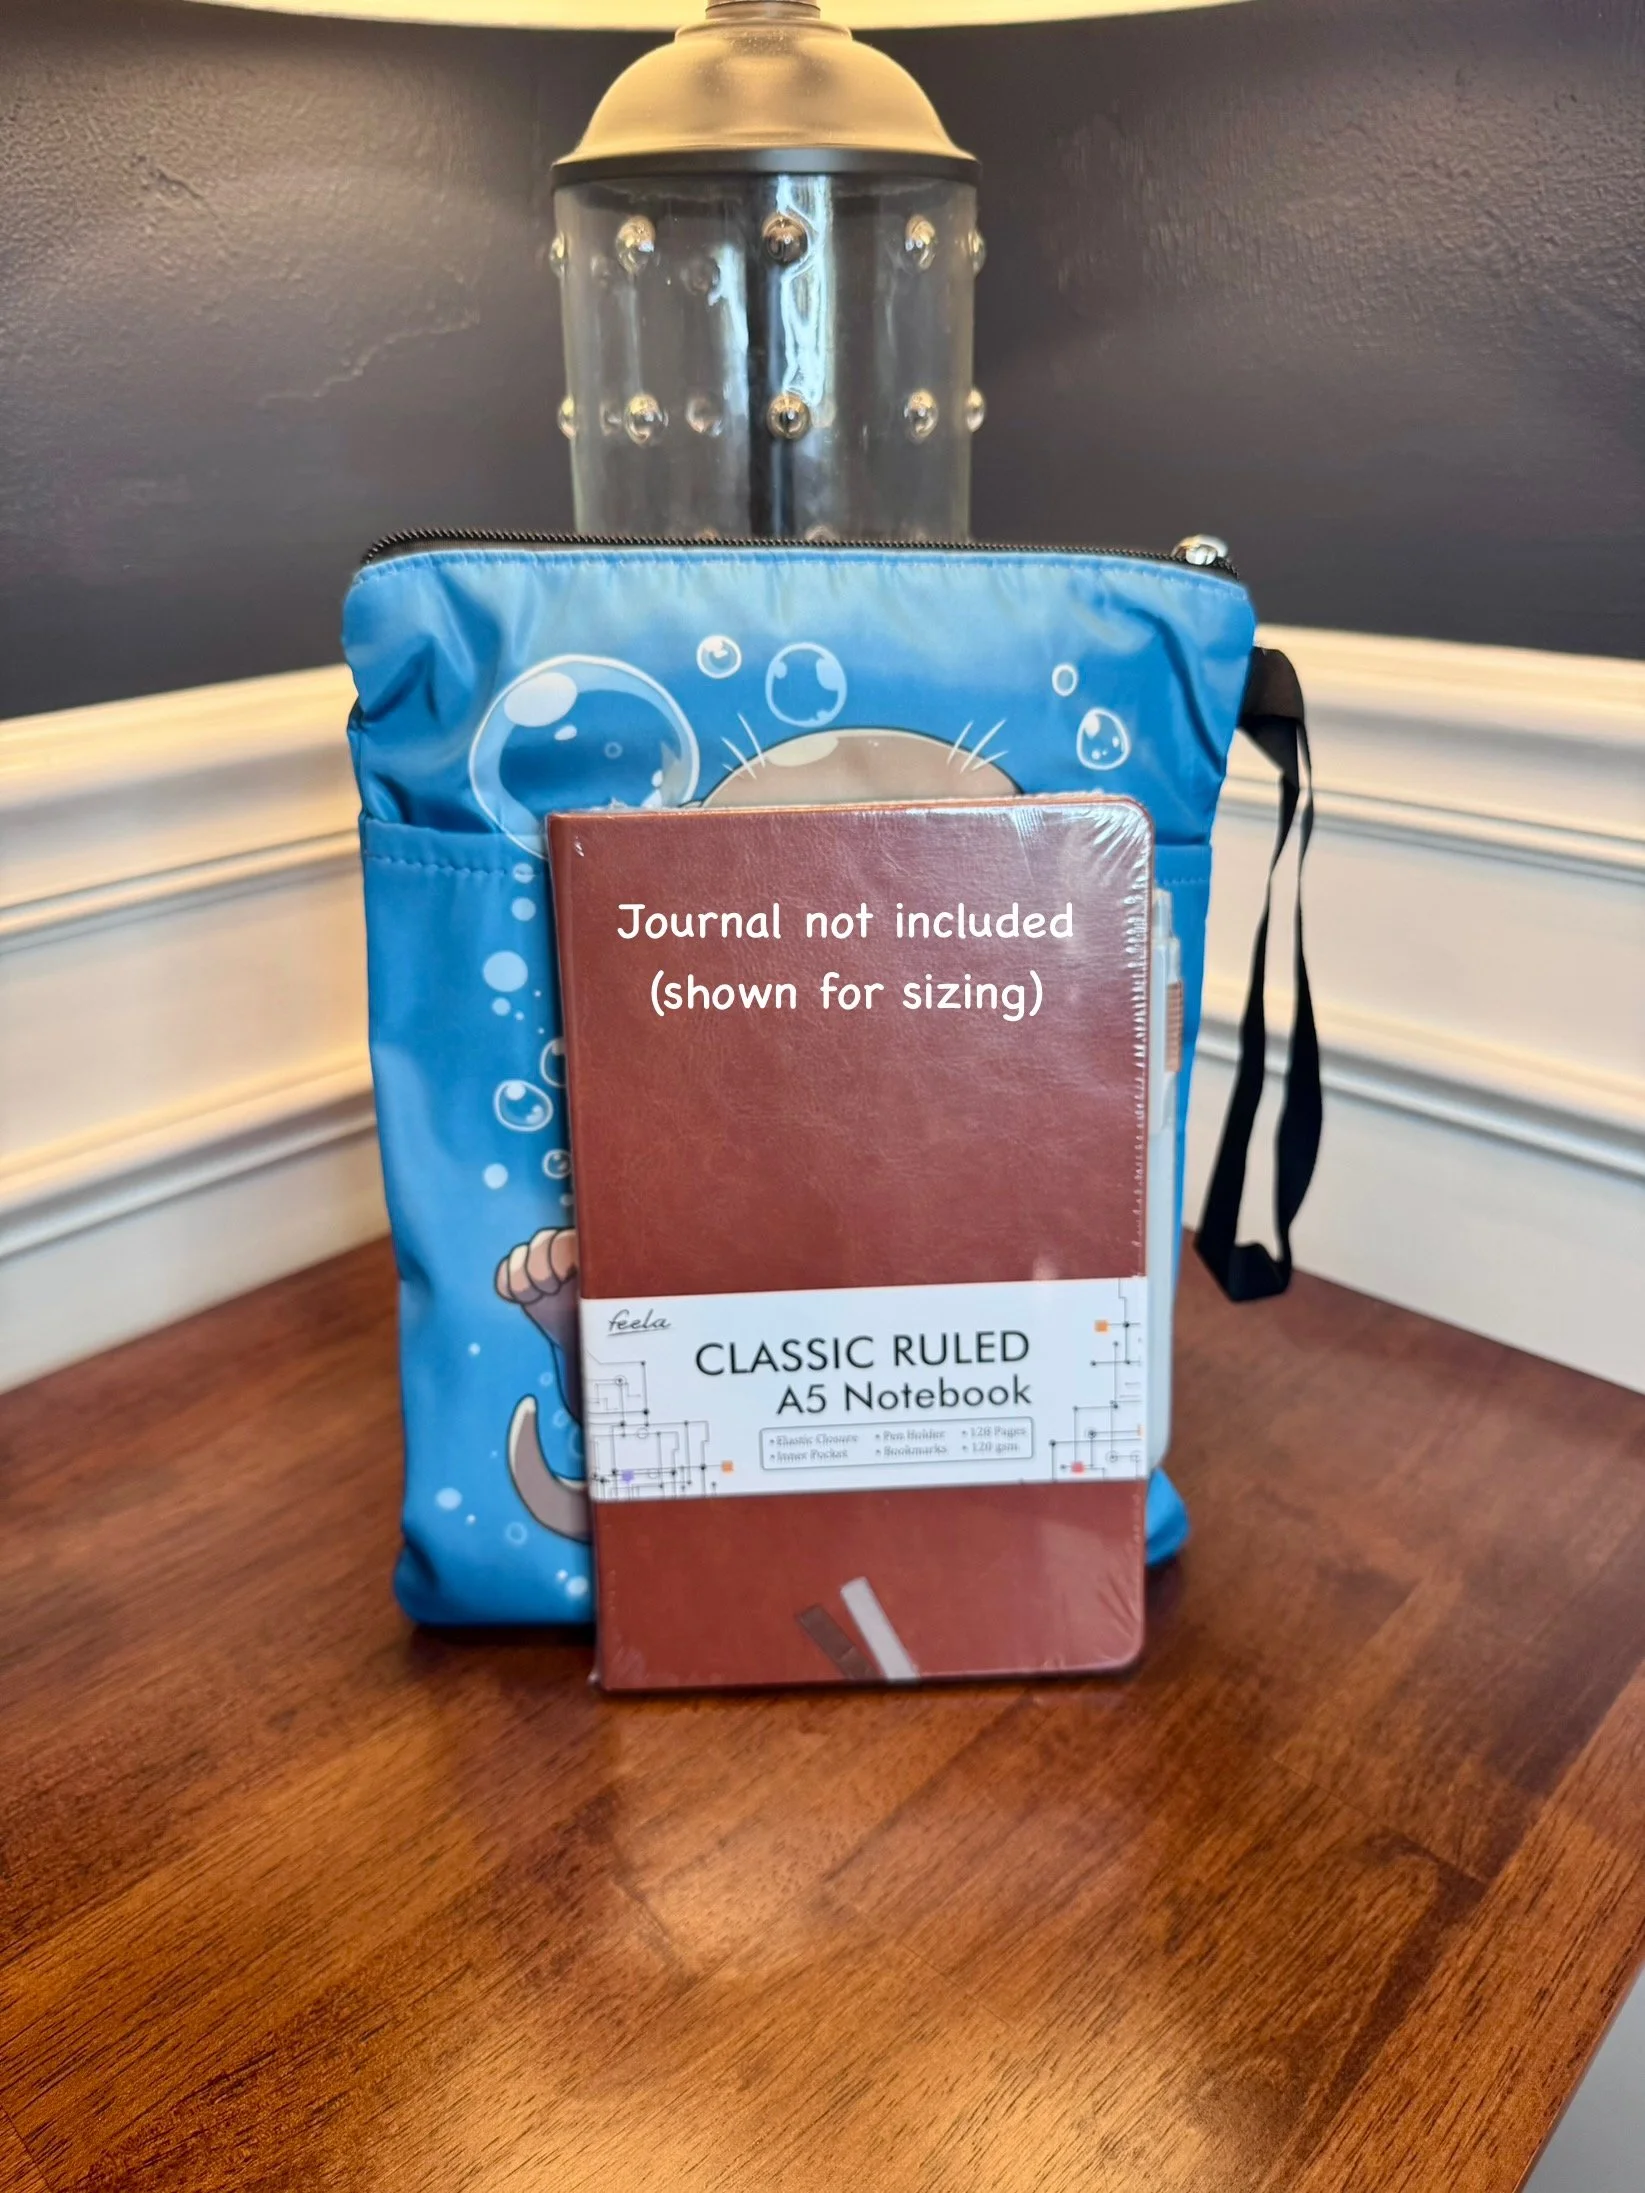 Journal not included
(shown for sizing)
feela
CLASSIC RULED
A5 Notebook
• Elastic Closure • Pen Holder • 128 Pages
• Inner Pocket • Bookmarks • 120 gsm